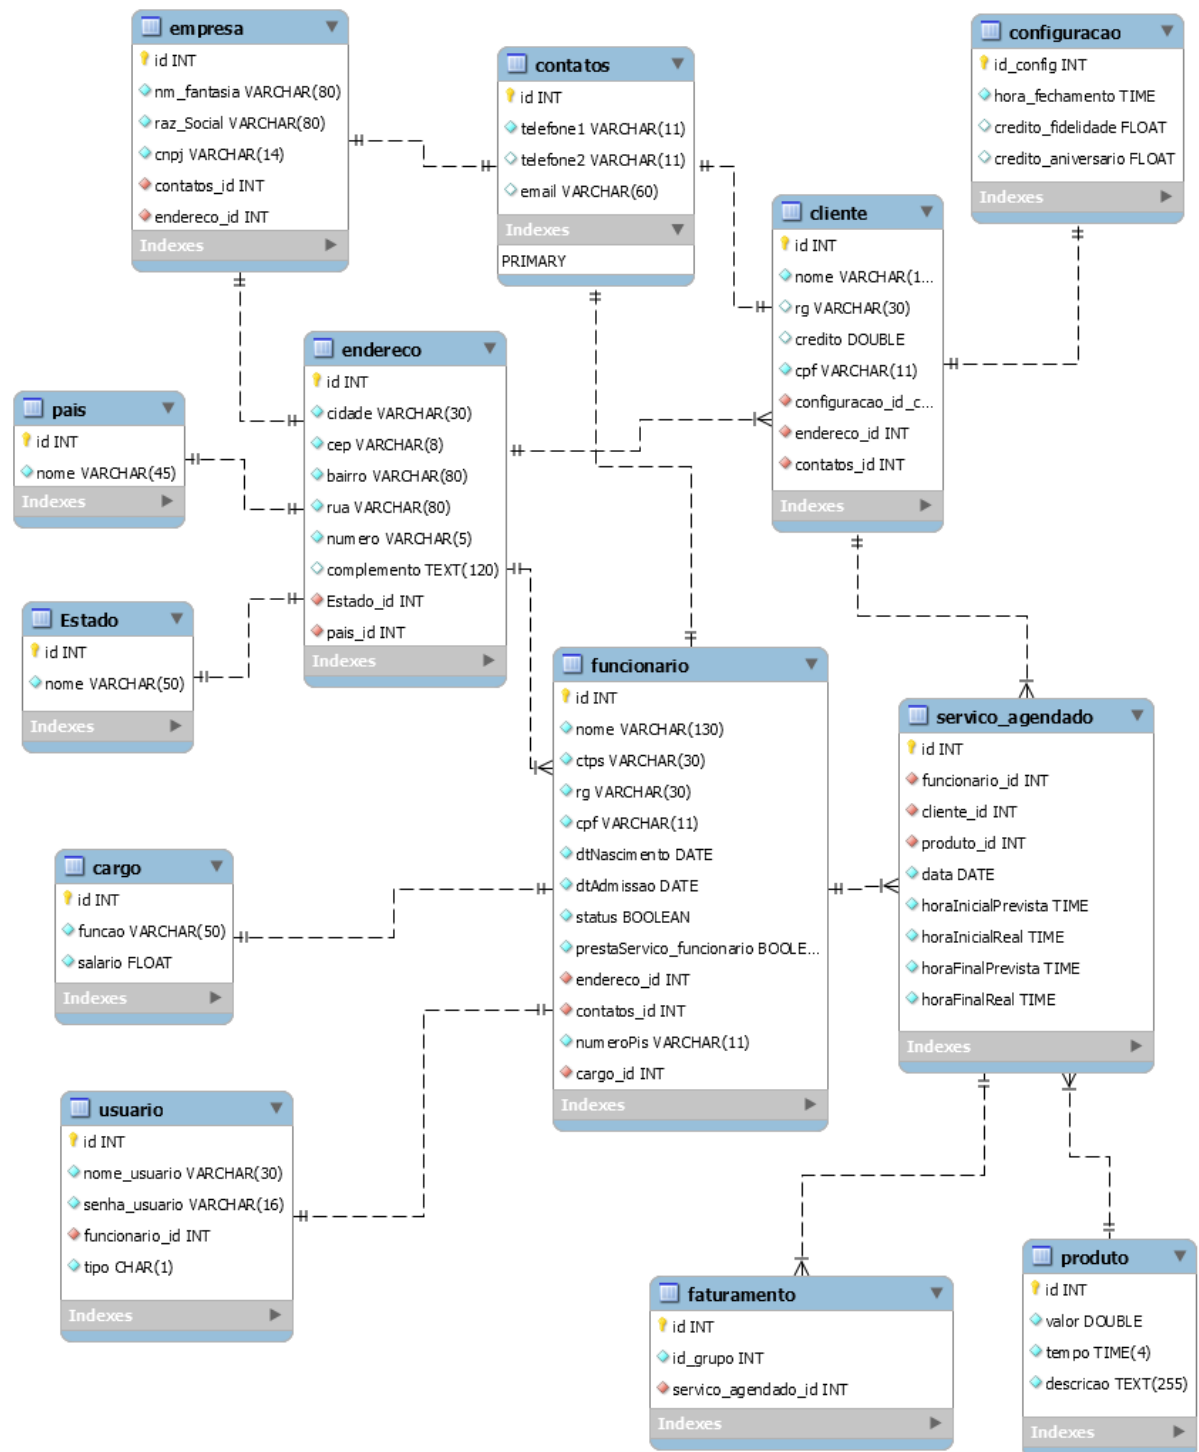 empresa
id INT
nm_fantasia VARCHAR(80)
raz_Social VARCHAR(80)
cnpj VARCHAR(14)
contatos_id INT
endereco_id INT
Indexes
contatos
id INT
telefone1 VARCHAR(11)
telefone2 VARCHAR(11)
email VARCHAR(60)
Indexes
PRIMARY
configuracao
id_config INT
hora_fechamento TIME
credito_fidelidade FLOAT
credito_aniversario FLOAT
Indexes
cliente
id INT
nome VARCHAR(1...
rg VARCHAR(30)
credito DOUBLE
cpf VARCHAR(11)
configuracao_id_c...
endereco_id INT
contatos_id INT
Indexes
endereco
id INT
cidade VARCHAR(30)
cep VARCHAR(8)
bairro VARCHAR(80)
rua VARCHAR(80)
numero VARCHAR(5)
complemento TEXT(120)
Estado_id INT
pais_id INT
Indexes
pais
id INT
nome VARCHAR(45)
Indexes
Estado
id INT
nome VARCHAR(50)
Indexes
funcionario
id INT
nome VARCHAR(130)
ctps VARCHAR(30)
rg VARCHAR(30)
cpf VARCHAR(11)
dtNascimento DATE
dtAdmissao DATE
status BOOLEAN
prestaServico_funcionario BOOLE...
endereco_id INT
contatos_id INT
numeroPis VARCHAR(11)
cargo_id INT
Indexes
servico_agendado
id INT
funcionario_id INT
cliente_id INT
produto_id INT
data DATE
horaInicialPrevista TIME
horaInicialReal TIME
horaFinalPrevista TIME
horaFinalReal TIME
Indexes
cargo
id INT
funcao VARCHAR(50)
salario FLOAT
Indexes
usuario
id INT
nome_usuario VARCHAR(30)
senha_usuario VARCHAR(16)
funcionario_id INT
tipo CHAR(1)
Indexes
faturamento
id INT
id_grupo INT
servico_agendado_id INT
Indexes
produto
id INT
valor DOUBLE
tempo TIME(4)
descricao TEXT(255)
Indexes